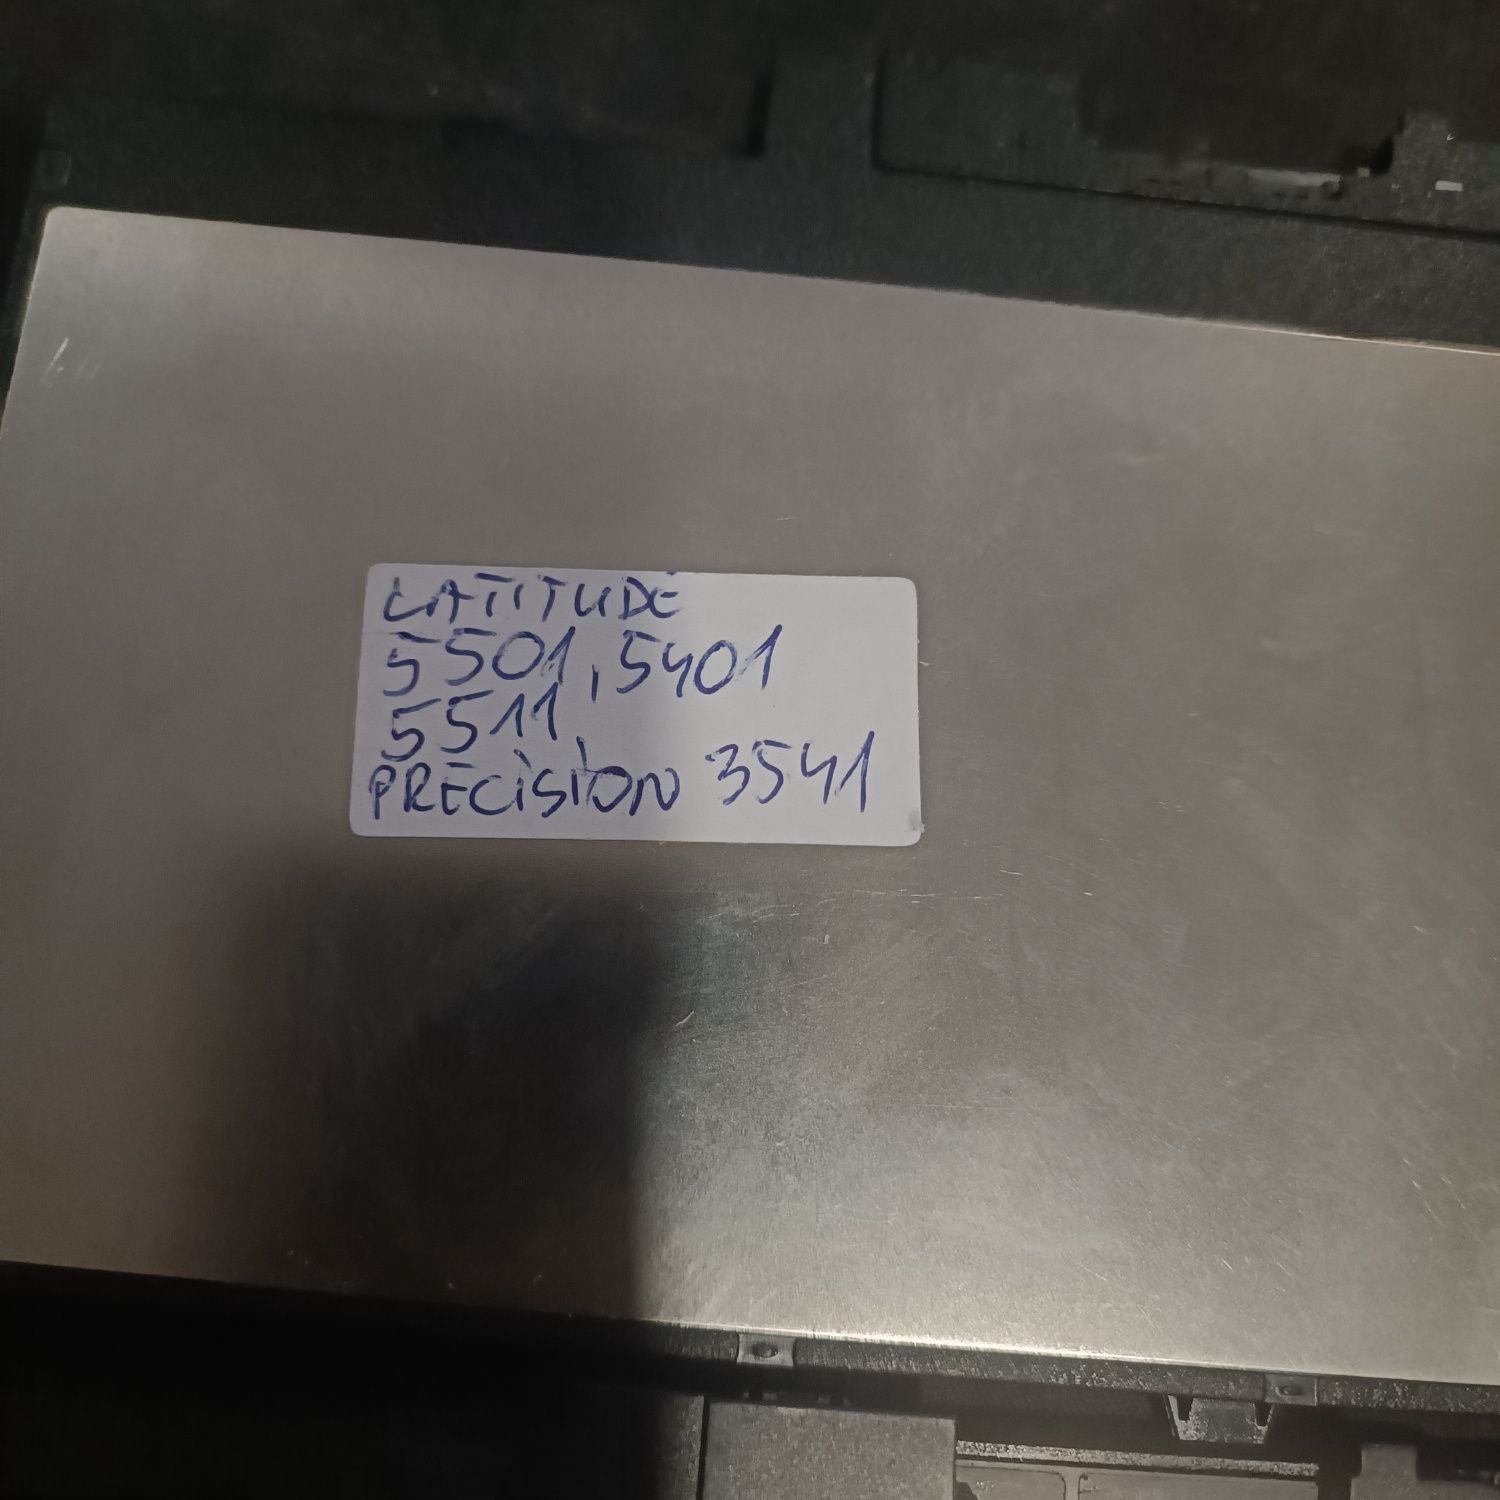 LATITUDE
5501, 5401
5511,
PRECiSiON 3541